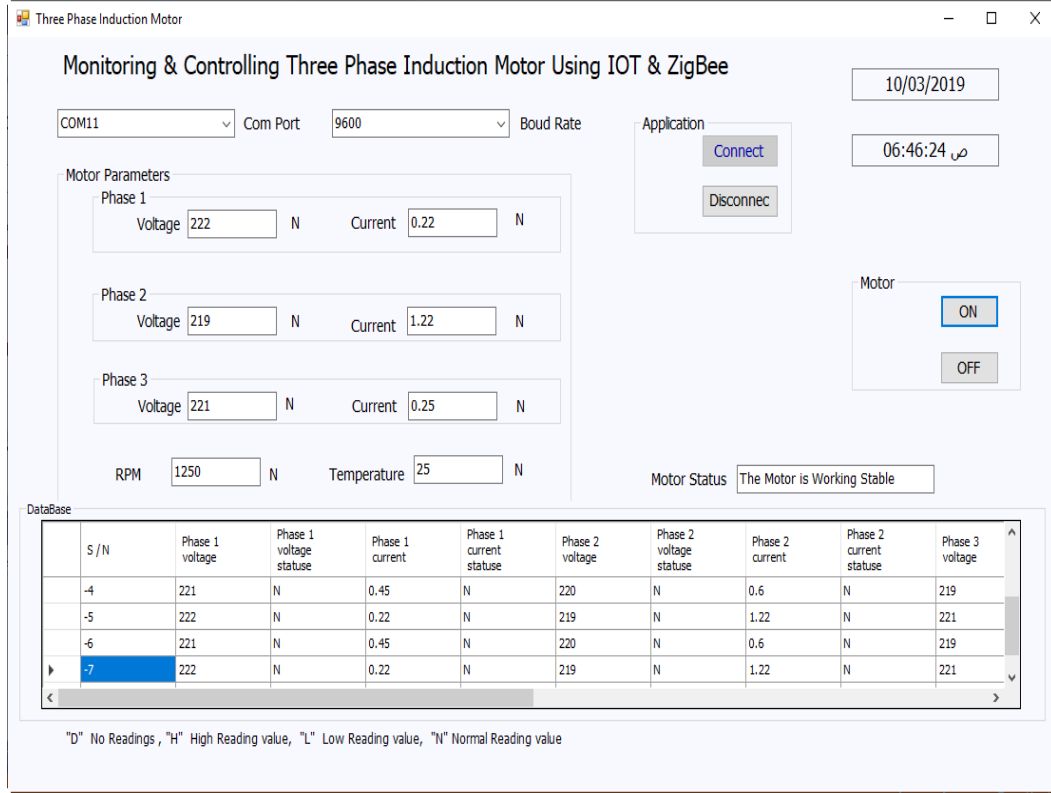 Three Phase Induction Motor
Monitoring & Controlling Three Phase Induction Motor Using IOT & ZigBee
10/03/2019
COM11 Com Port 9600 Boud Rate
Application
Connect
Disconnec
06:46:24 ص
Motor Parameters
Phase 1
Voltage 222 N Current 0.22 N
Phase 2
Voltage 219 N Current 1.22 N
Phase 3
Voltage 221 N Current 0.25 N
RPM 1250 N Temperature 25 N
Motor
ON
OFF
Motor Status The Motor is Working Stable
DataBase
S / N Phase 1 voltage Phase 1 voltage statuse Phase 1 current Phase 1 current statuse Phase 2 voltage Phase 2 voltage statuse Phase 2 current Phase 2 current statuse Phase 3 voltage
-4 221 N 0.45 N 220 N 0.6 N 219
-5 222 N 0.22 N 219 N 1.22 N 221
-6 221 N 0.45 N 220 N 0.6 N 219
-7 222 N 0.22 N 219 N 1.22 N 221
"D" No Readings , "H" High Reading value, "L" Low Reading value, "N" Normal Reading value